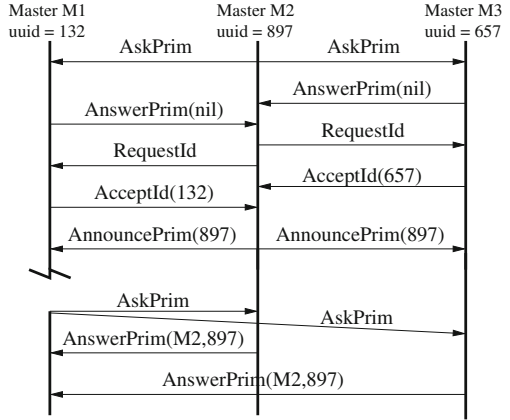 Master M1
uuid = 132
Master M2
uuid = 897
Master M3
uuid = 657
AskPrim
AskPrim
AnswerPrim(nil)
AnswerPrim(nil)
RequestId
RequestId
AcceptId(657)
AcceptId(132)
AnnouncePrim(897)
AnnouncePrim(897)
AskPrim
AskPrim
AnswerPrim(M2,897)
AnswerPrim(M2,897)